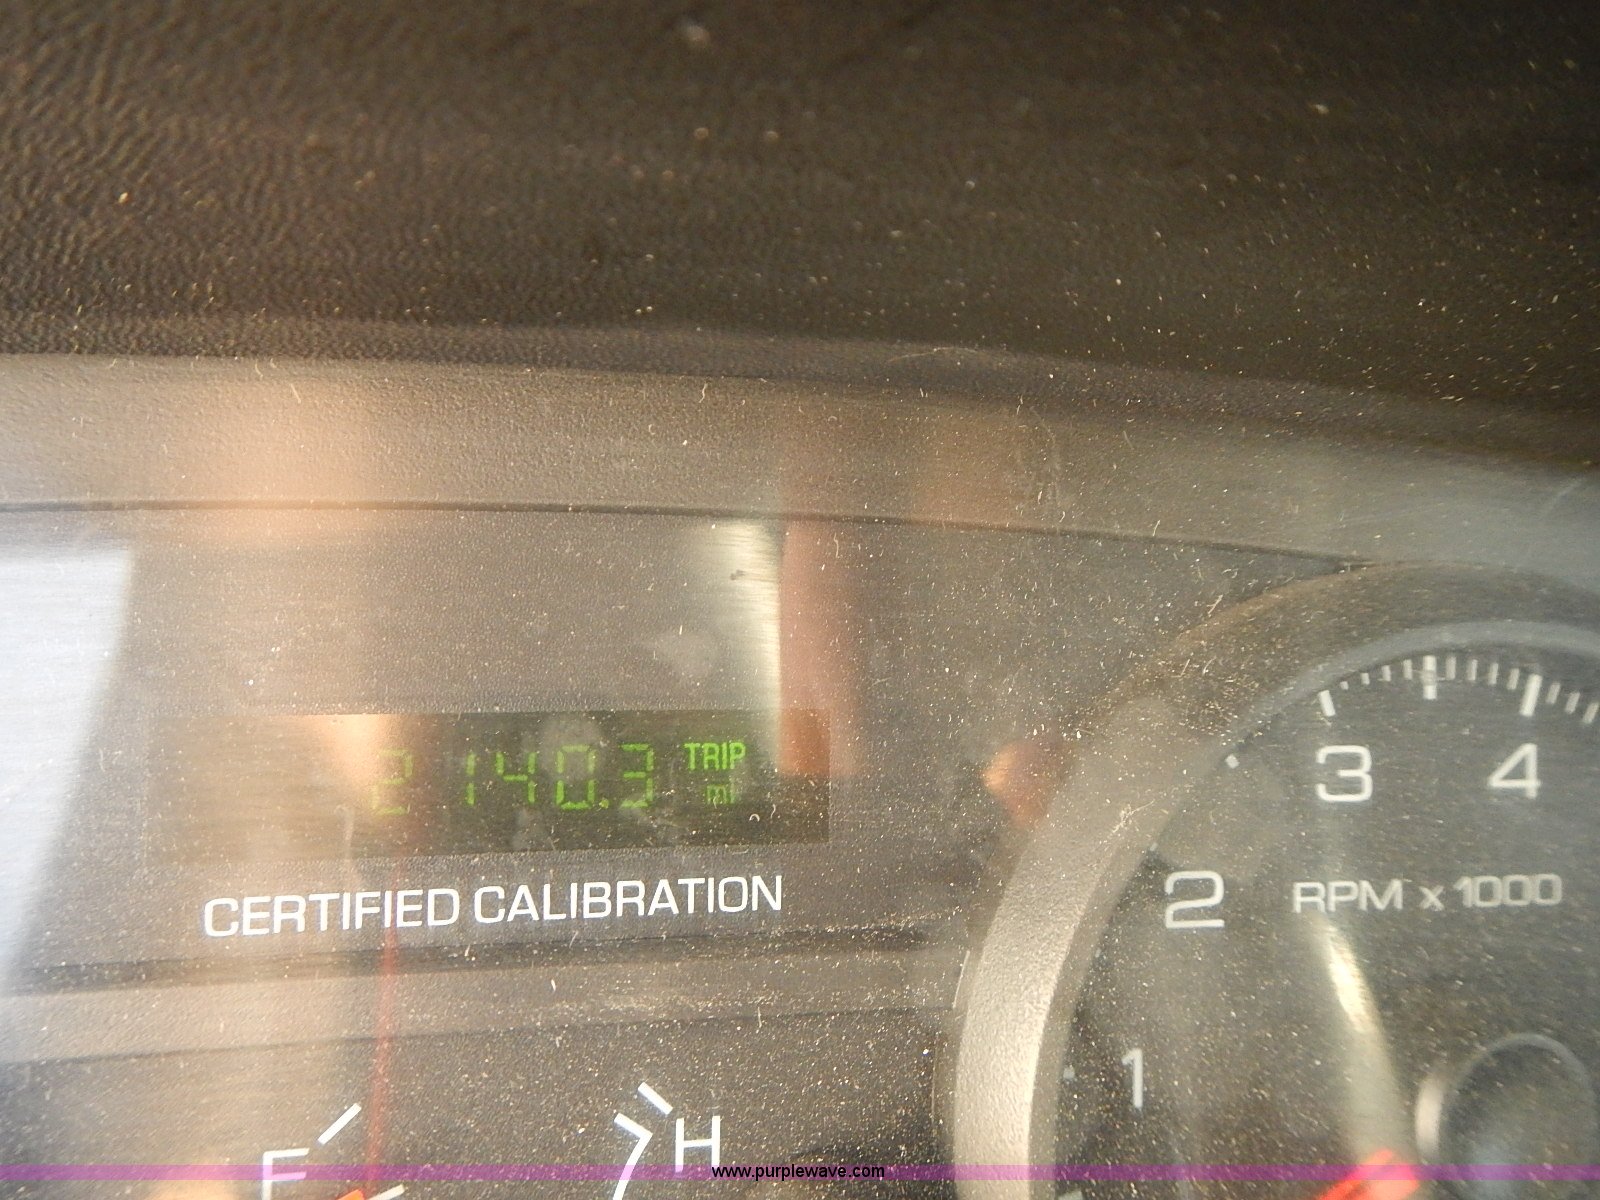 2140.3 TRIP
mi
CERTIFIED CALIBRATION
3 4
2 RPM x 1000
1
F H
www.purplewave.com